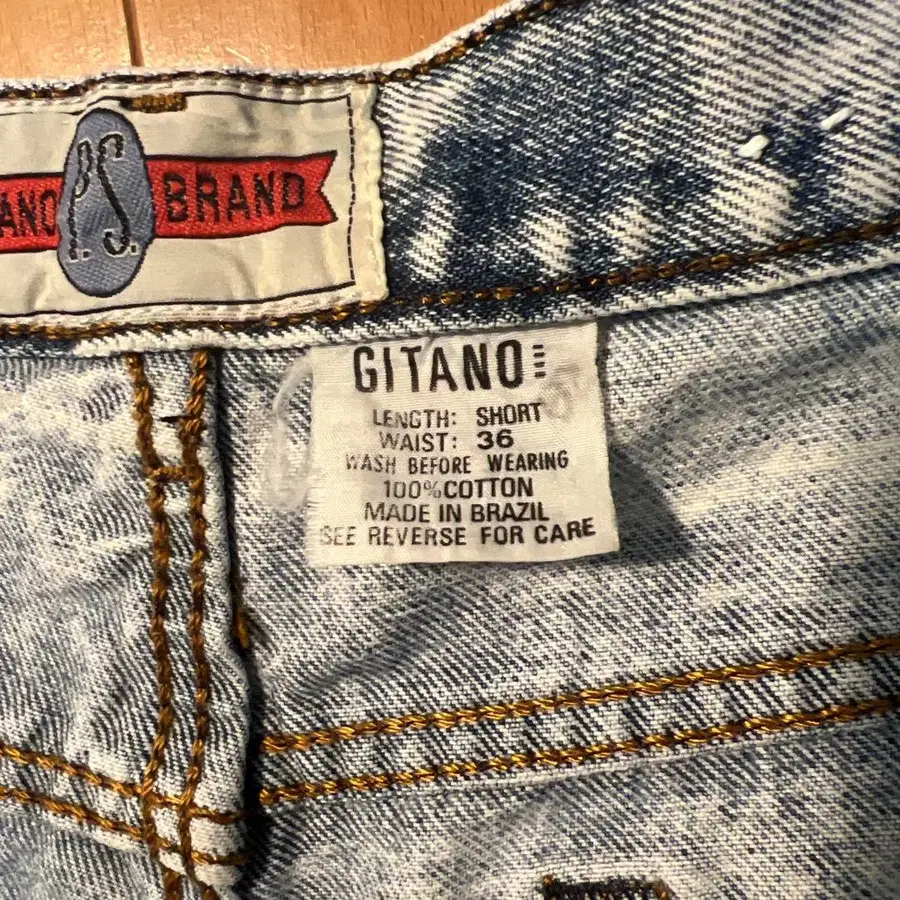 ANO P.S. BRAND
GITANO
LENGTH: SHORT
WAIST: 36
WASH BEFORE WEARING
100% COTTON
MADE IN BRAZIL
SEE REVERSE FOR CARE